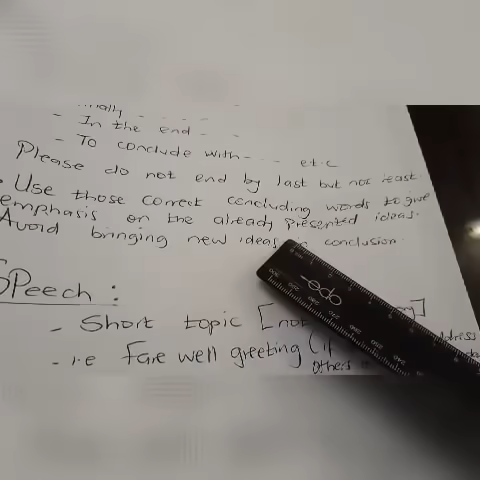 - In the end - -
- To conclude with - - - et.c
Please do not end by last but not least.
• Use those correct concluding words to give
emphasis on the already presented ideas.
Avoid bringing new ideas in conclusion.
Speech:
- Short topic [not
- i.e Fare well greeting (if
others